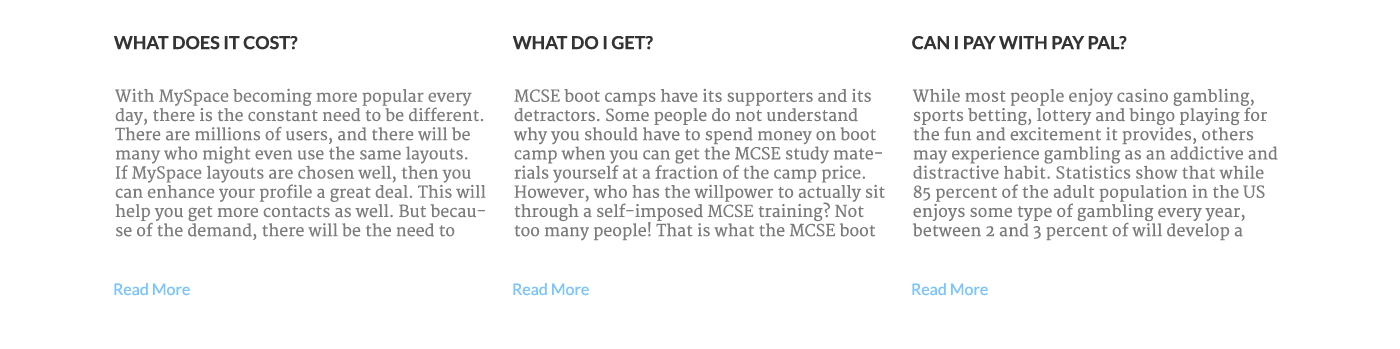 WHAT DOES IT COST?
With MySpace becoming more popular every
day, there is the constant need to be different.
There are millions of users, and there will be
many who might even use the same layouts.
If MySpace layouts are chosen well, then you
can enhance your profile a great deal. This will
help you get more contacts as well. But becau-
se of the demand, there will be the need to
Read More
WHAT DO I GET?
MCSE boot camps have its supporters and its
detractors. Some people do not understand
why you should have to spend money on boot
camp when you can get the MCSE study mate-
rials yourself at a fraction of the camp price.
However, who has the willpower to actually sit
through a self-imposed MCSE training? Not
too many people! That is what the MCSE boot
Read More
CAN I PAY WITH PAY PAL?
While most people enjoy casino gambling,
sports betting, lottery and bingo playing for
the fun and excitement it provides, others
may experience gambling as an addictive and
distractive habit. Statistics show that while
85 percent of the adult population in the US
enjoys some type of gambling every year,
between 2 and 3 percent of will develop a
Read More